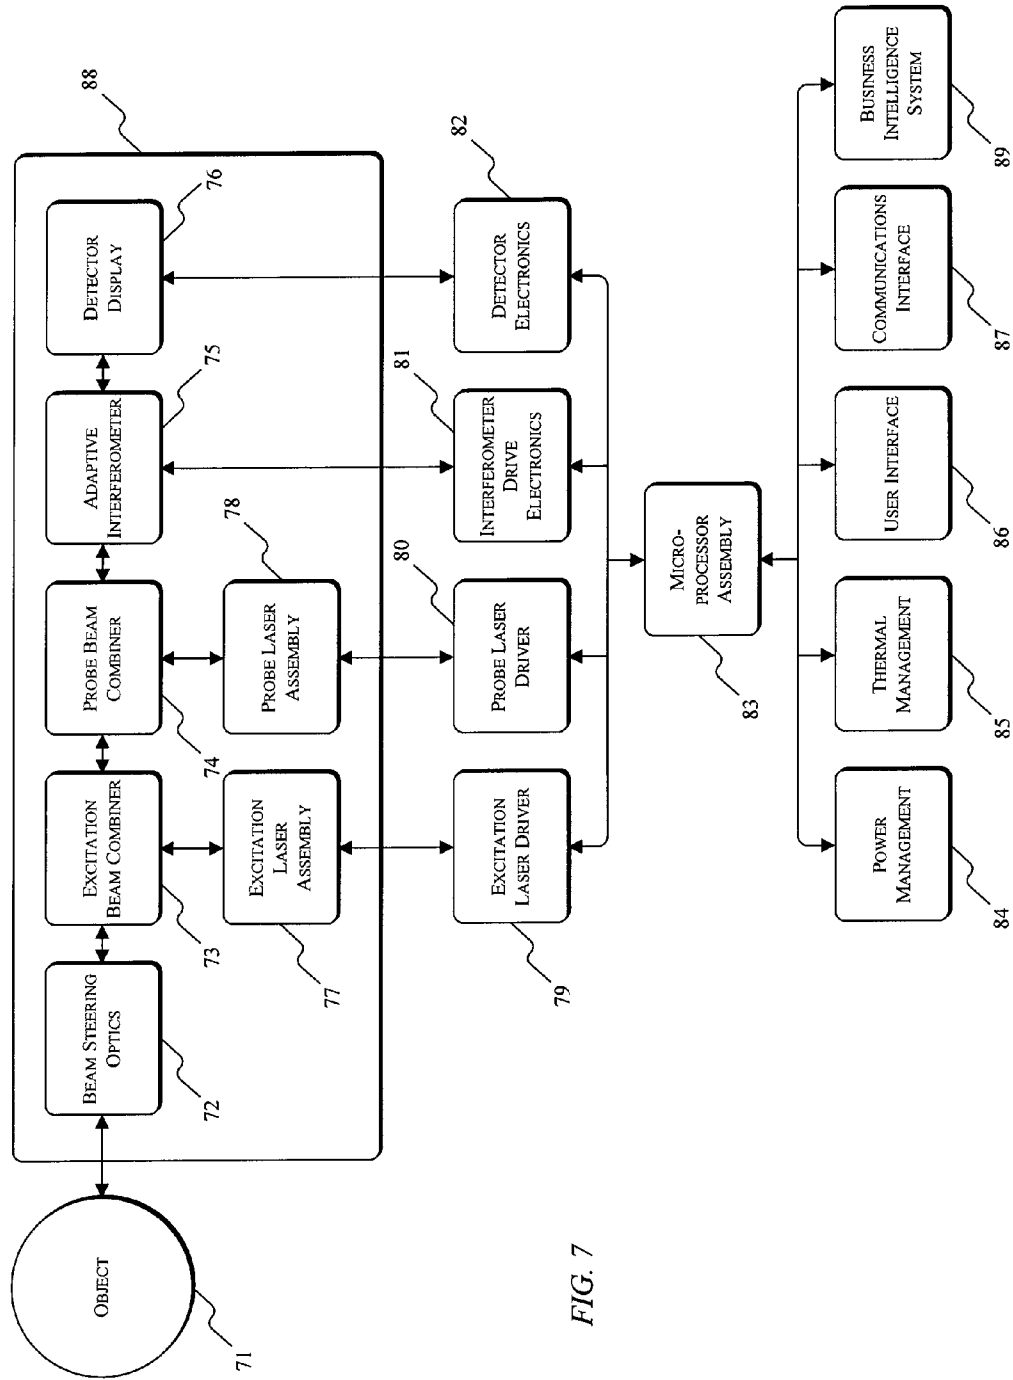 OBJECT
71
BEAM STEERING
OPTICS
72
EXCITATION
BEAM COMBINER
73
PROBE BEAM
COMBINER
74
ADAPTIVE
INTERFEROMETER
75
DETECTOR
DISPLAY
76
88
EXCITATION
LASER
ASSEMBLY
77
PROBE LASER
ASSEMBLY
78
EXCITATION
LASER DRIVER
79
PROBE LASER
DRIVER
80
INTERFEROMETER
DRIVE
ELECTRONICS
81
DETECTOR
ELECTRONICS
82
MICRO-
PROCESSOR
ASSEMBLY
83
POWER
MANAGEMENT
84
THERMAL
MANAGEMENT
85
USER INTERFACE
86
COMMUNICATIONS
INTERFACE
87
BUSINESS
INTELLIGENCE
SYSTEM
89
FIG. 7